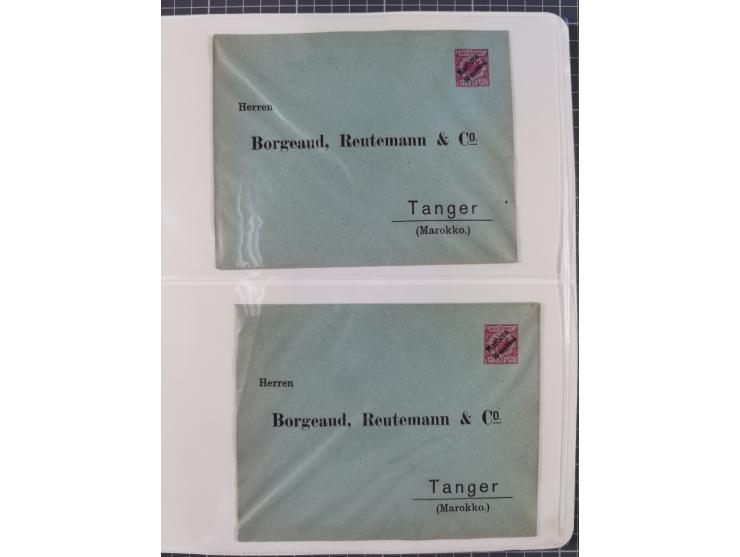 Herren
Borgeaud, Reutemann & Co.
Tanger
(Marokko.)
Herren
Borgeaud, Reutemann & Co.
Tanger
(Marokko.)